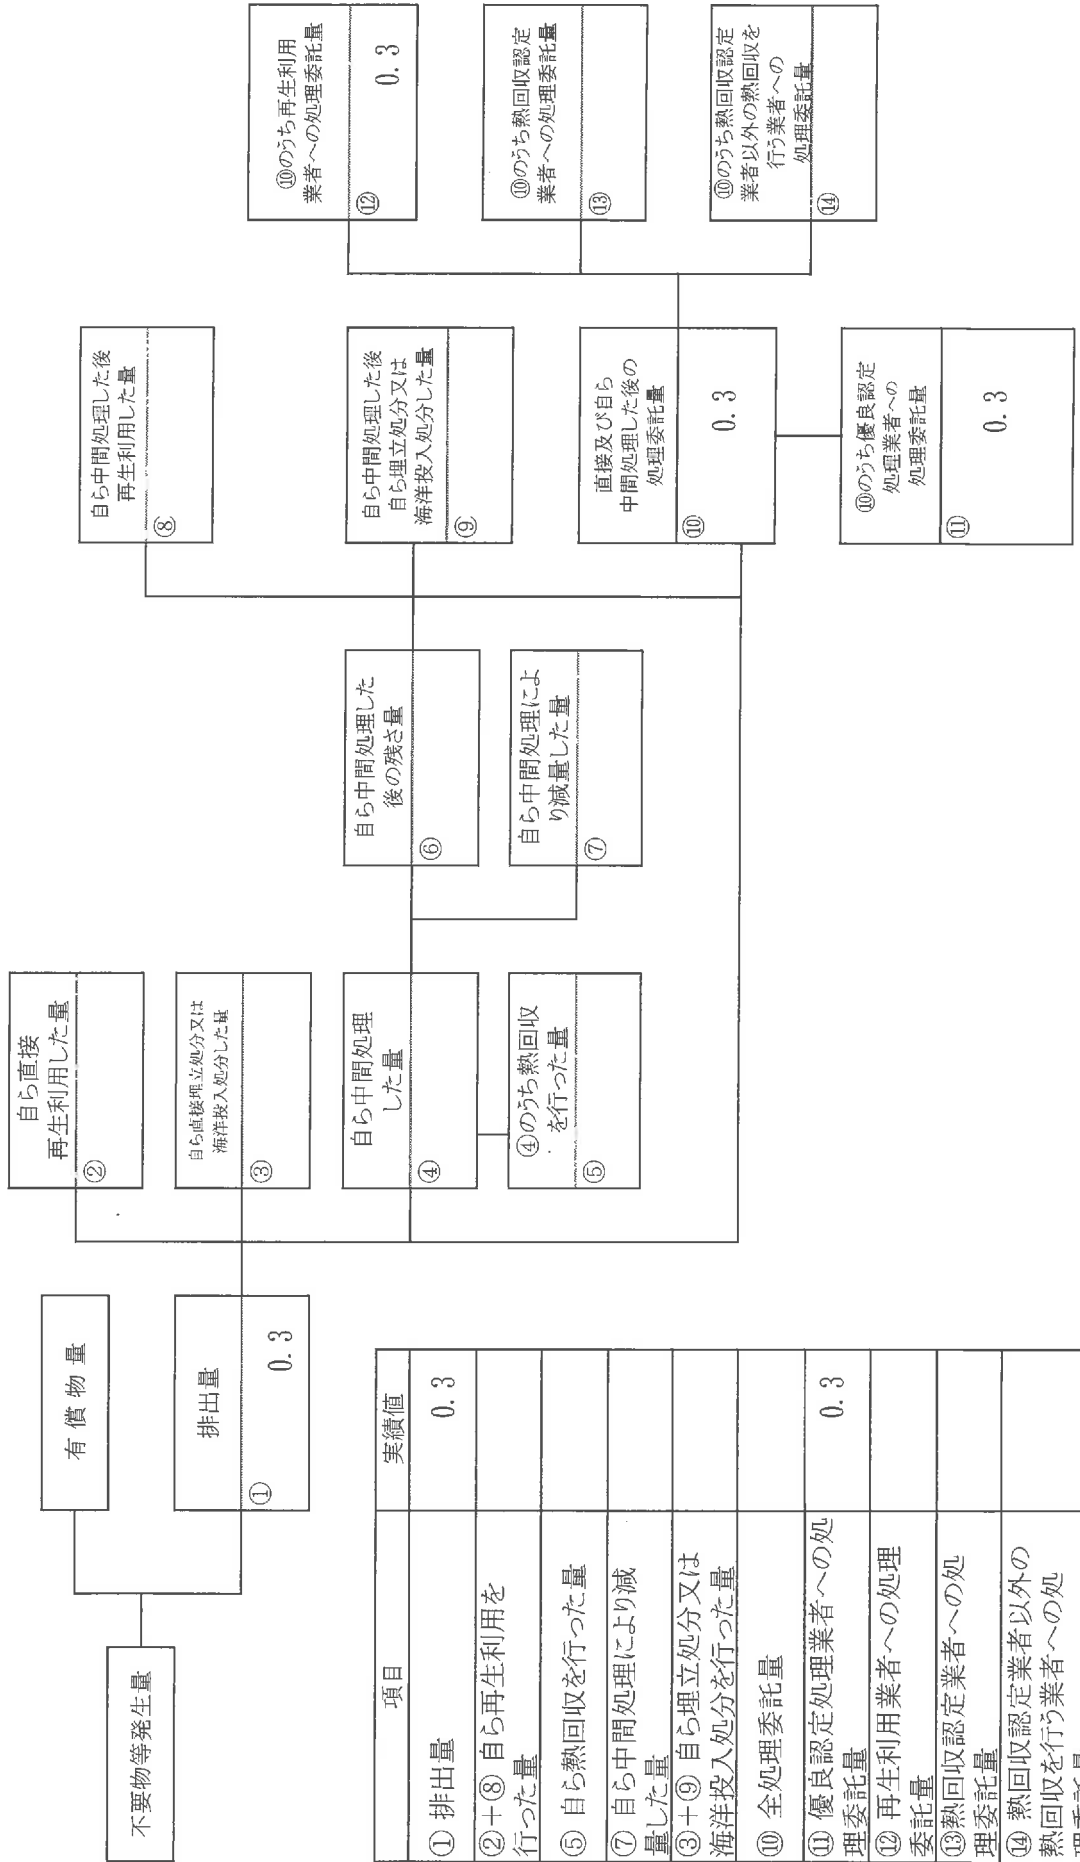 不要物等発生量
有償物量
排出量
①
0.3
自ら直接
再生利用した量
②
自ら直接埋立処分又は
海洋投入処分した量
③
自ら中間処理
した量
④
④のうち熱回収
を行った量
⑤
自ら中間処理した
後の残さ量
⑥
自ら中間処理によ
り減量した量
⑦
自ら中間処理した後
再生利用した量
⑧
自ら中間処理した後
自ら埋立処分又は
海洋投入処分した量
⑨
直接及び自ら
中間処理した後の
処理委託量
⑩
0.3
⑩のうち優良認定
処理業者への
処理委託量
⑪
0.3
⑩のうち再生利用
業者への処理委託量
⑫
0.3
⑩のうち熱回収認定
業者への処理委託量
⑬
⑩のうち熱回収認定
業者以外の熱回収を
行う業者への
処理委託量
⑭
項目
実績値
①排出量
0.3
②+⑧ 自ら再生利用を
行った量
⑤ 自ら熱回収を行った量
⑦ 自ら中間処理により減
量した量
③+⑨ 自ら埋立処分又は
海洋投入処分を行った量
⑩ 全処理委託量
⑪ 優良認定処理業者への処
理委託量
0.3
⑫ 再生利用業者への処理
委託量
⑬熱回収認定業者への処
理委託量
⑭ 熱回収認定業者以外の
熱回収を行う業者への処